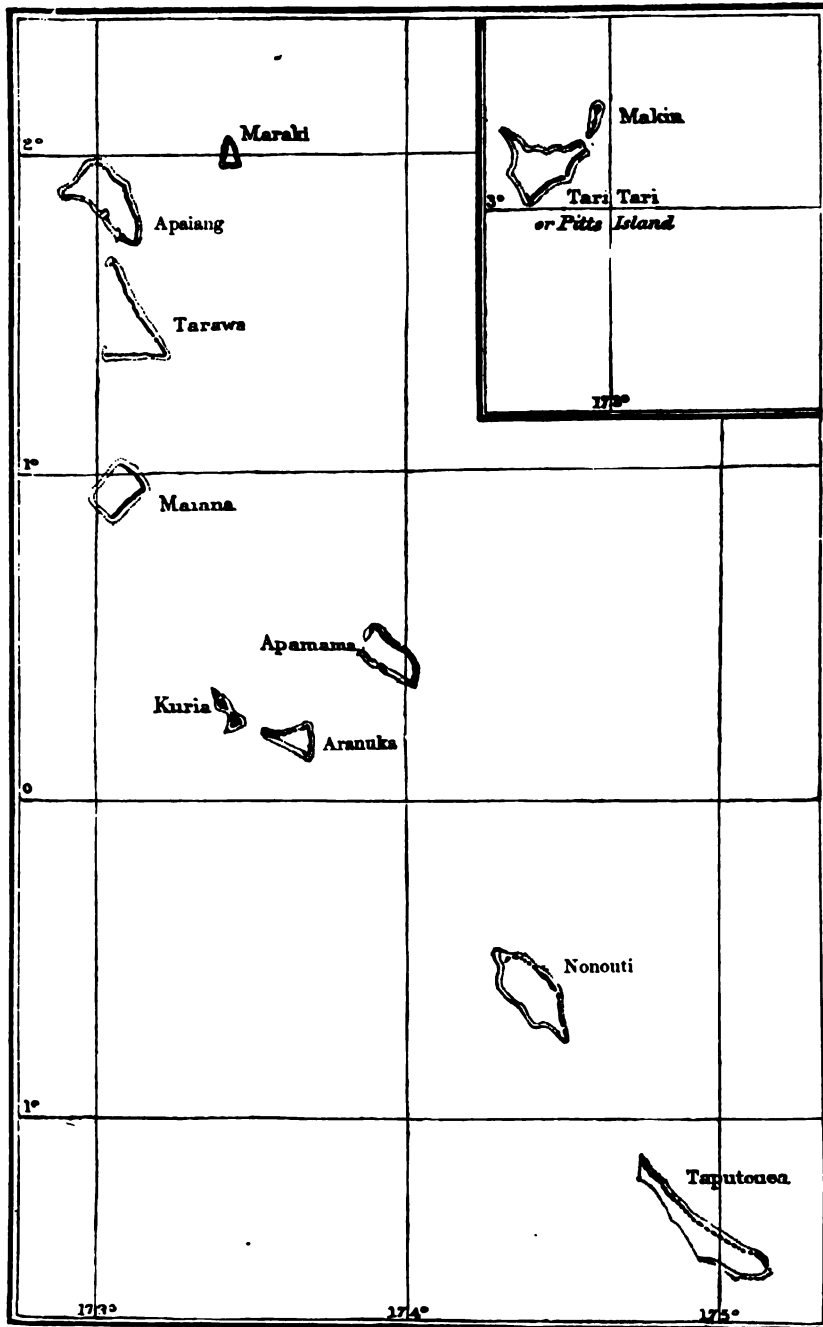 Maraki
Makin
2°
Tari Tari
3°
or Pitts Island
Apaiang
Tarawa
173°
1°
Maiana
Apamama
Kuria
Aranuka
0
Nonouti
1°
Taputouea
173°
174°
175°